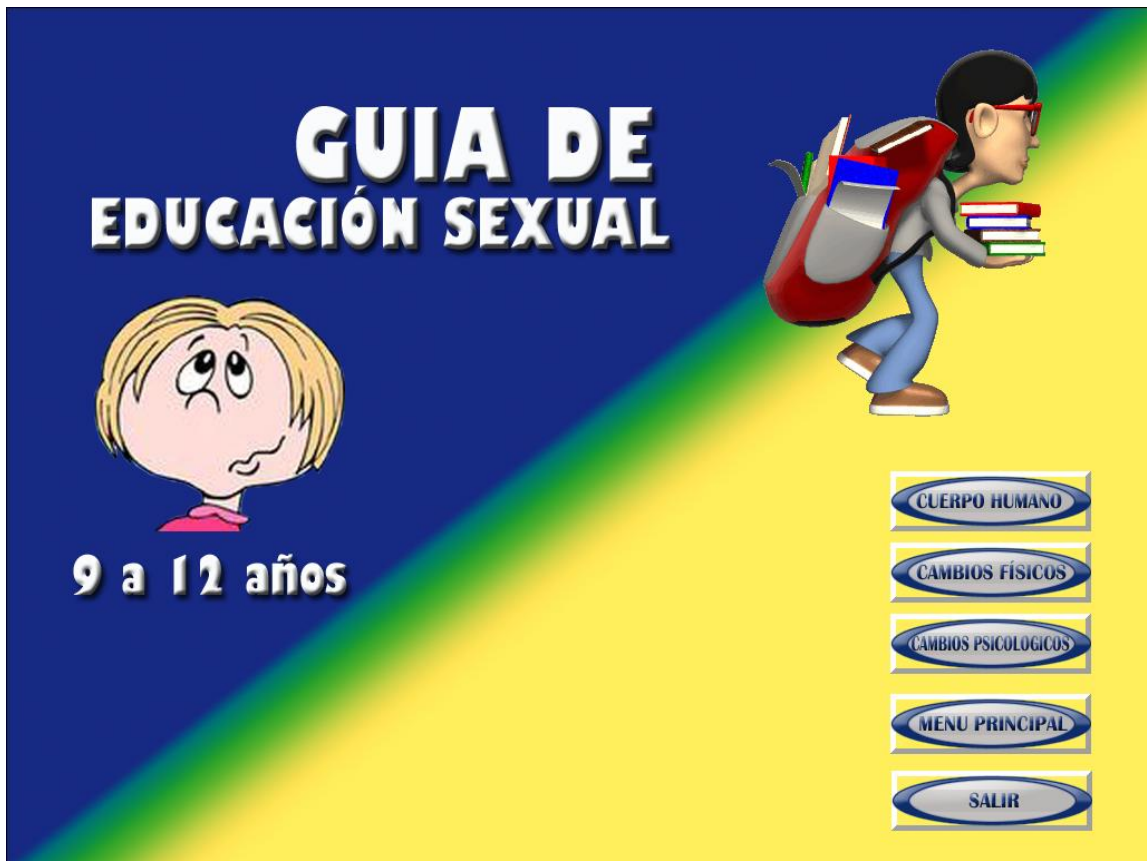 GUIA DE
EDUCACIÓN SEXUAL
9 a 12 años
CUERPO HUMANO
CAMBIOS FÍSICOS
CAMBIOS PSICOLOGICOS
MENU PRINCIPAL
SALIR